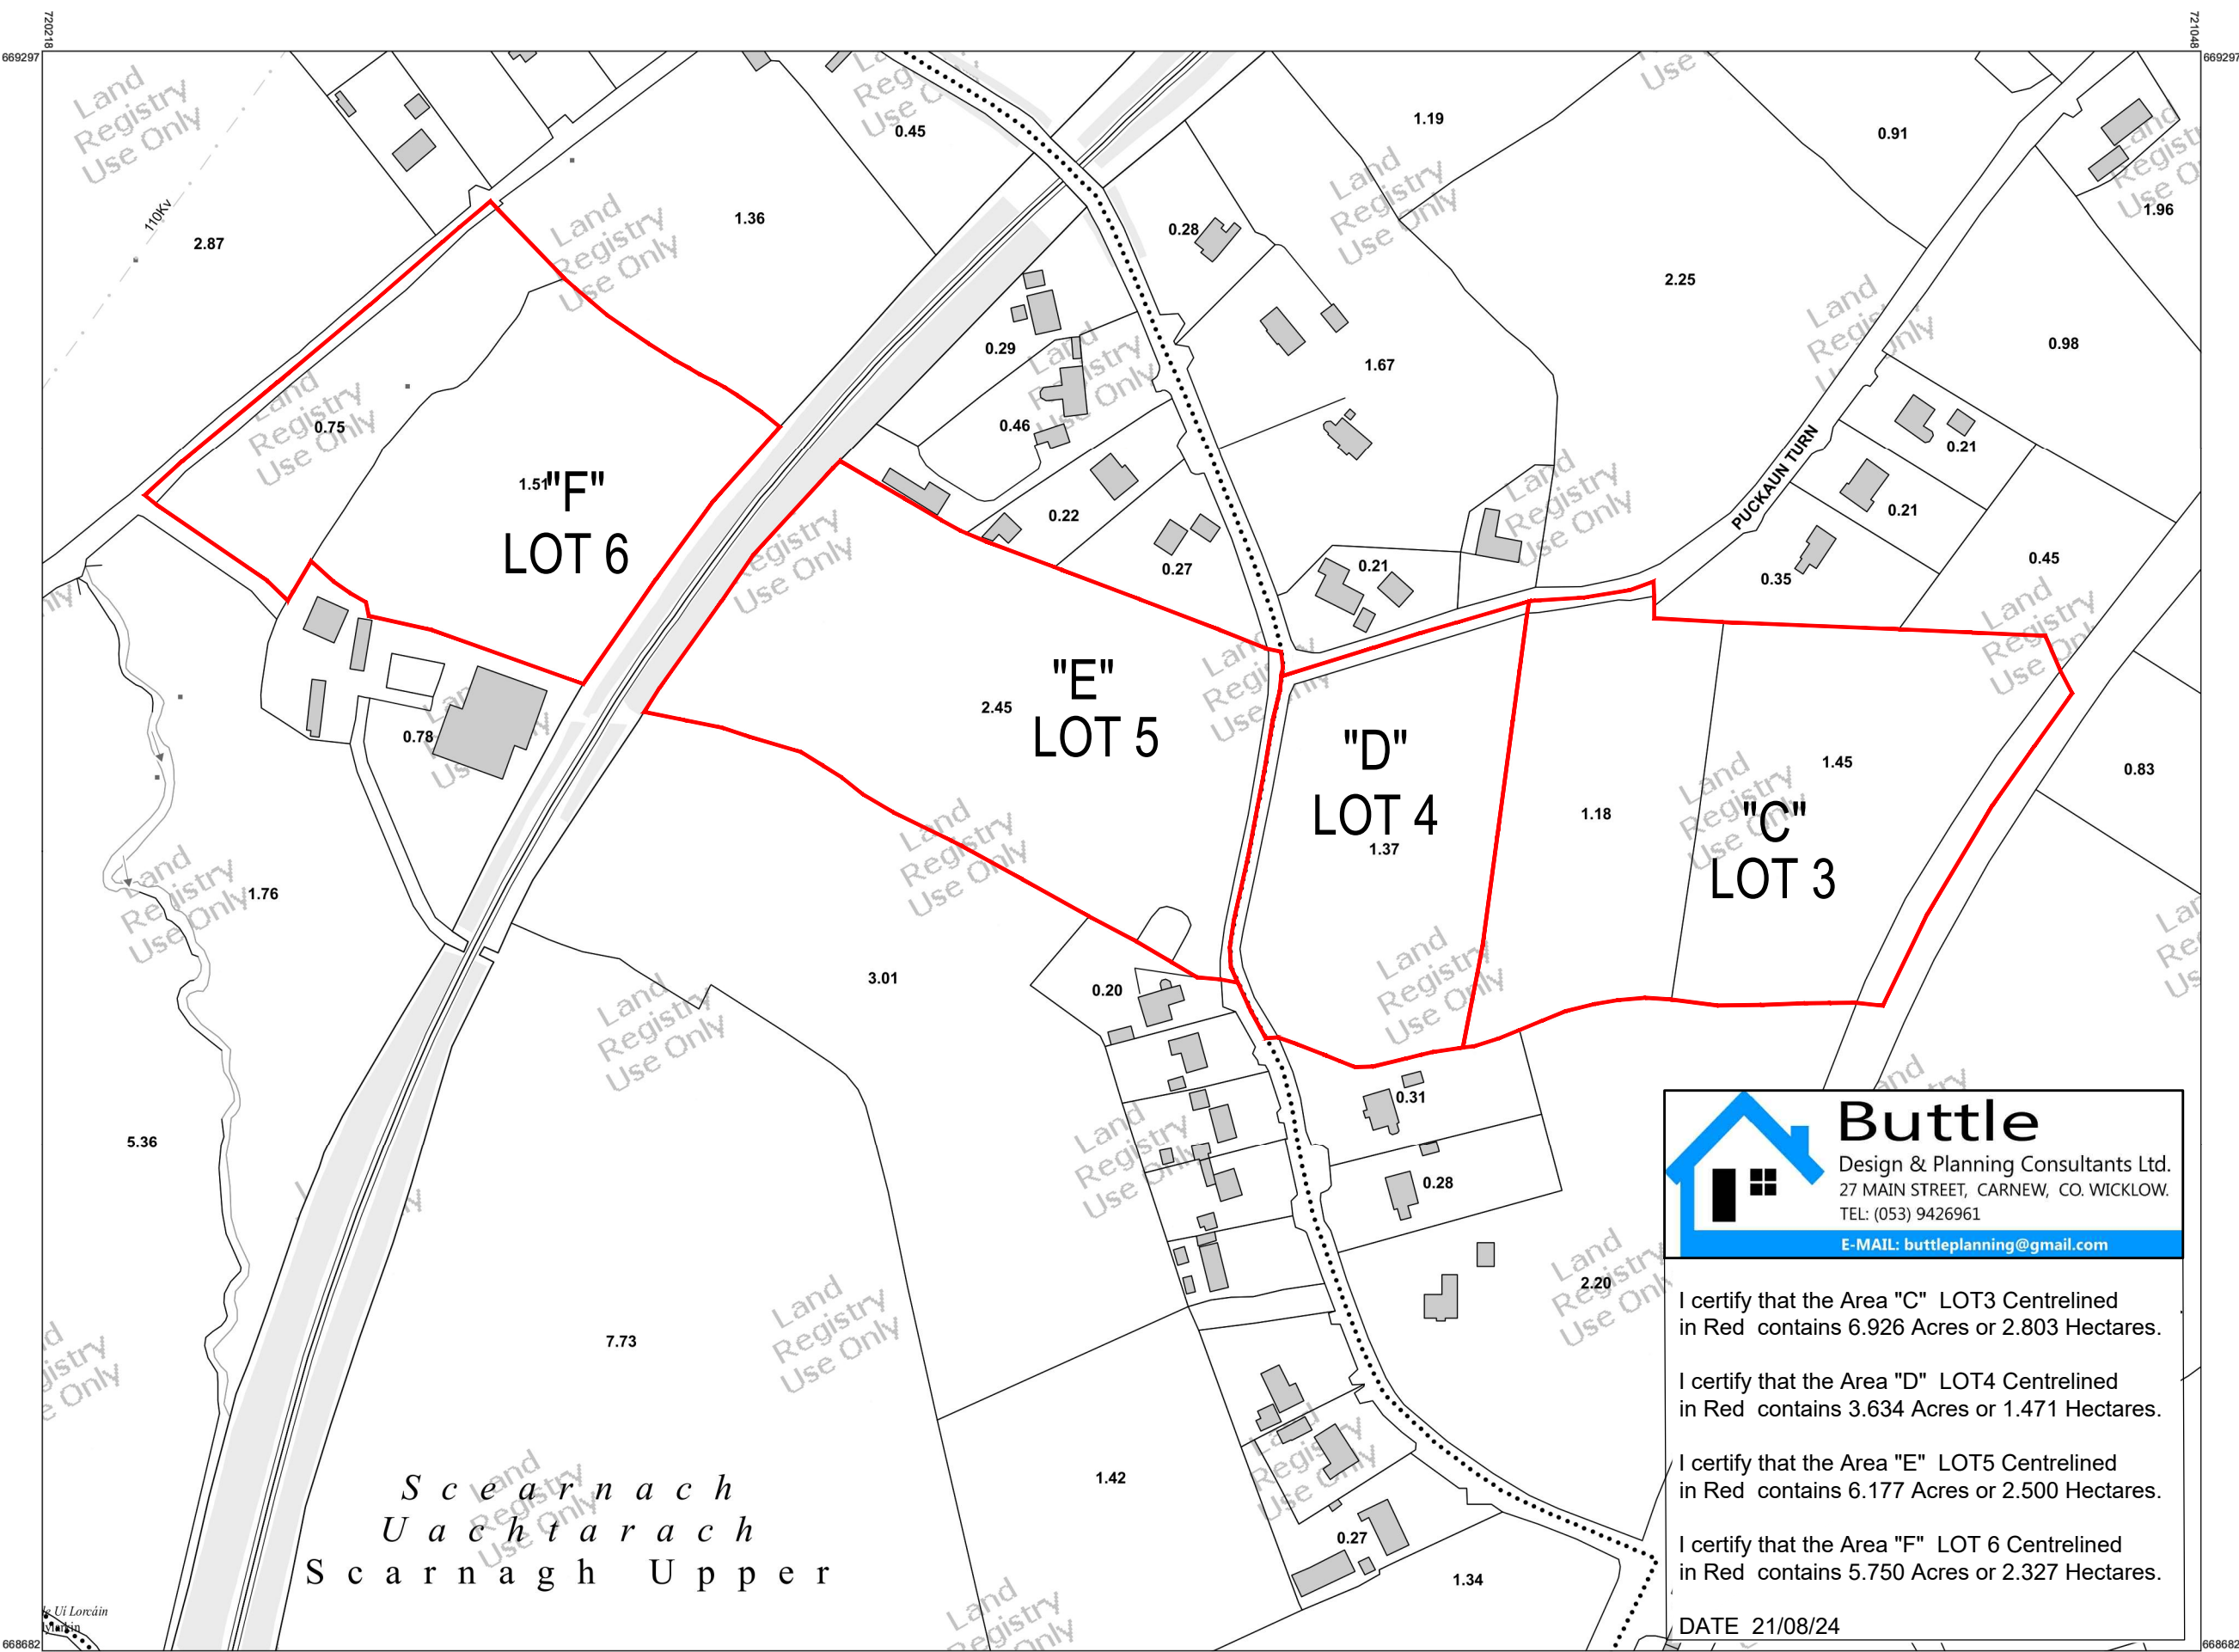 720218
721048
669297
669297
Land
Registry
Use Only
110Kv
2.87
0.45
1.36
1.19
0.91
1.96
0.28
2.25
0.98
0.29
0.46
1.67
0.75
0.22
0.27
0.21
PUCKAUN TURN
0.21
0.21
0.35
0.45
1.51
"F"
LOT 6
"E"
LOT 5
2.45
"D"
LOT 4
1.37
1.18
1.45
"C"
LOT 3
0.83
0.78
1.76
3.01
0.20
5.36
0.31
0.28
2.20
7.73
1.42
0.27
1.34
Scearnach
Uachtarach
Scarnagh Upper
Uí Lorcáin
668682
668682
Buttle
Design & Planning Consultants Ltd.
27 MAIN STREET, CARNEW, CO. WICKLOW.
TEL: (053) 9426961
E-MAIL: buttleplanning@gmail.com
I certify that the Area "C" LOT3 Centrelined
in Red contains 6.926 Acres or 2.803 Hectares.
I certify that the Area "D" LOT4 Centrelined
in Red contains 3.634 Acres or 1.471 Hectares.
I certify that the Area "E" LOT5 Centrelined
in Red contains 6.177 Acres or 2.500 Hectares.
I certify that the Area "F" LOT 6 Centrelined
in Red contains 5.750 Acres or 2.327 Hectares.
DATE 21/08/24